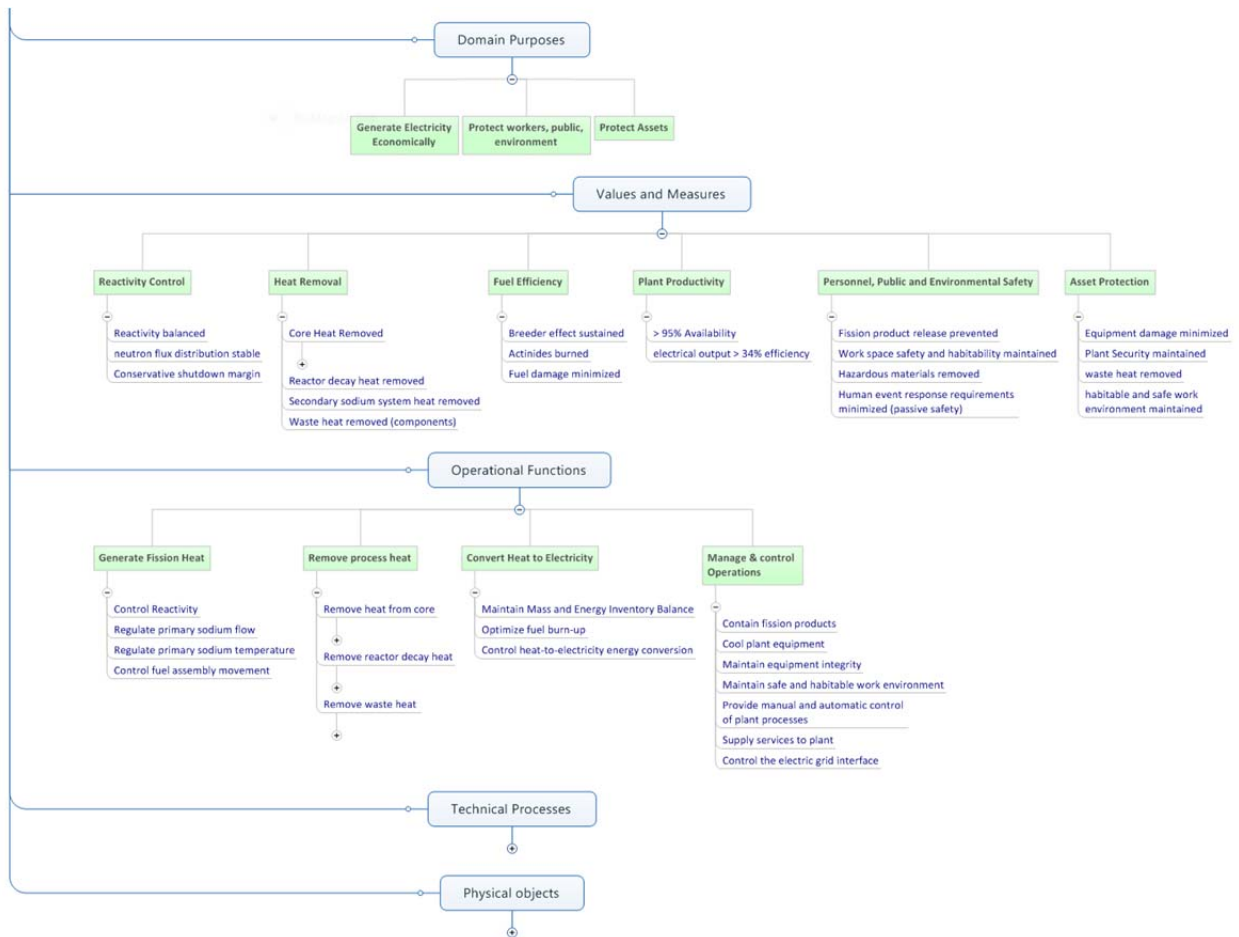 Domain Purposes
Generate Electricity
Economically
Protect workers, public,
environment
Protect Assets
Values and Measures
Reactivity Control
Reactivity balanced
neutron flux distribution stable
Conservative shutdown margin
Heat Removal
Core Heat Removed
Reactor decay heat removed
Secondary sodium system heat removed
Waste heat removed (components)
Fuel Efficiency
Breeder effect sustained
Actinides burned
Fuel damage minimized
Plant Productivity
> 95% Availability
electrical output > 34% efficiency
Personnel, Public and Environmental Safety
Fission product release prevented
Work space safety and habitability maintained
Hazardous materials removed
Human event response requirements
minimized (passive safety)
Asset Protection
Equipment damage minimized
Plant Security maintained
waste heat removed
habitable and safe work
environment maintained
Operational Functions
Generate Fission Heat
Control Reactivity
Regulate primary sodium flow
Regulate primary sodium temperature
Control fuel assembly movement
Remove process heat
Remove heat from core
Remove reactor decay heat
Remove waste heat
Convert Heat to Electricity
Maintain Mass and Energy Inventory Balance
Optimize fuel burn-up
Control heat-to-electricity energy conversion
Manage & control
Operations
Contain fission products
Cool plant equipment
Maintain equipment integrity
Maintain safe and habitable work environment
Provide manual and automatic control
of plant processes
Supply services to plant
Control the electric grid interface
Technical Processes
Physical objects